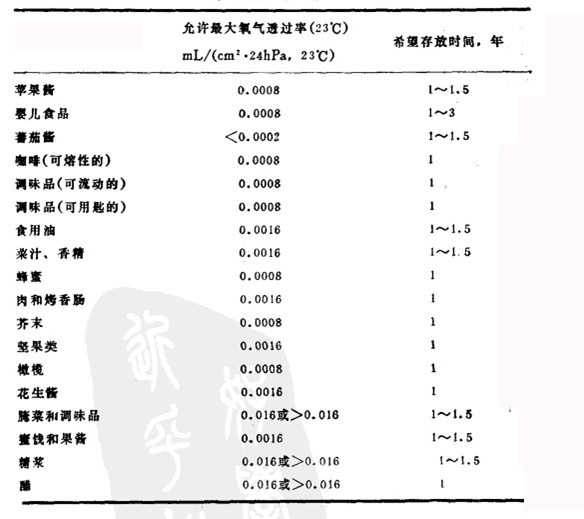 允许最大氧气透过率(23℃) 希望存放时间，年
mL/(cm²·24hPa，23℃)
苹果酱 0.0008 1～1.5
婴儿食品 0.0008 1～3
蕃茄酱 ＜0.0002 1～1.5
咖啡(可熔性的) 0.0008 1
调味品(可流动的) 0.0008 1
调味品(可用匙的) 0.0008 1
食用油 0.0016 1～1.5
菜汁、香精 0.0016 1～1.5
蜂蜜 0.0008 1
肉和烤香肠 0.0016 1
芥末 0.0008 1
坚果类 0.0016 1
橄榄 0.0008 1
花生酱 0.0016 1
腌菜和调味品 0.016或＞0.016 1～1.5
蜜饯和果酱 0.0016 1～1.5
糖浆 0.016或＞0.016 1～1.5
醋 0.016或＞0.016 1